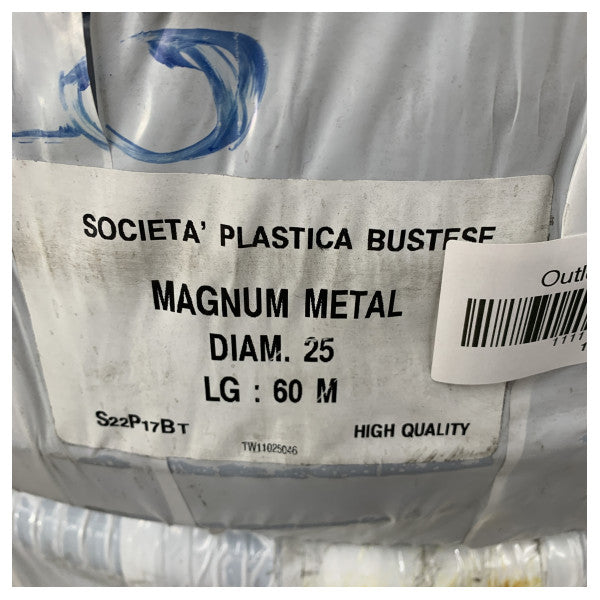 SOCIETA' PLASTICA BUSTESE
MAGNUM METAL
DIAM. 25
LG : 60 M
S22P17BT
HIGH QUALITY
TW11025046